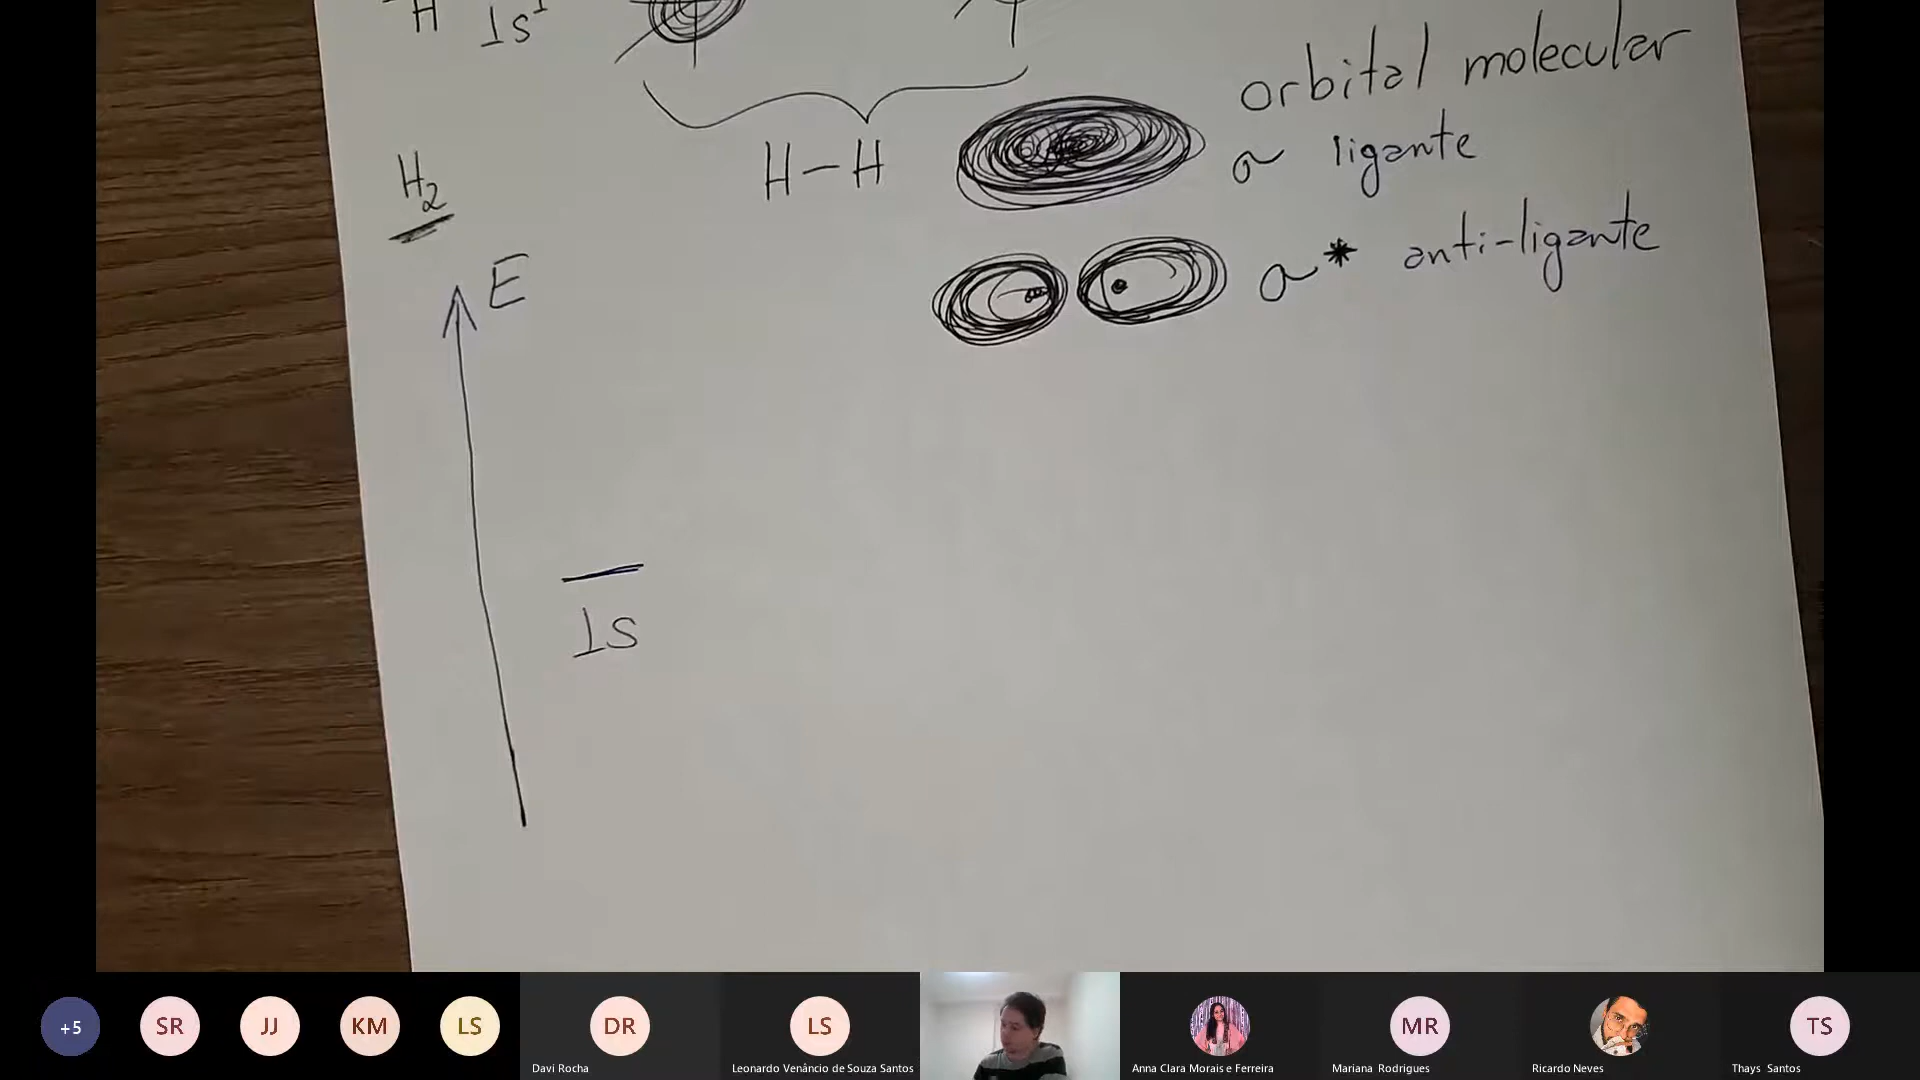 H 1s¹
orbital molecular
H–H
σ ligante
H₂
σ* anti-ligante
E
1s
+5
SR
JJ
KM
LS
DR
LS
MR
TS
Davi Rocha
Leonardo Venâncio de Souza Santos
Anna Clara Morais e Ferreira
Mariana Rodrigues
Ricardo Neves
Thays Santos